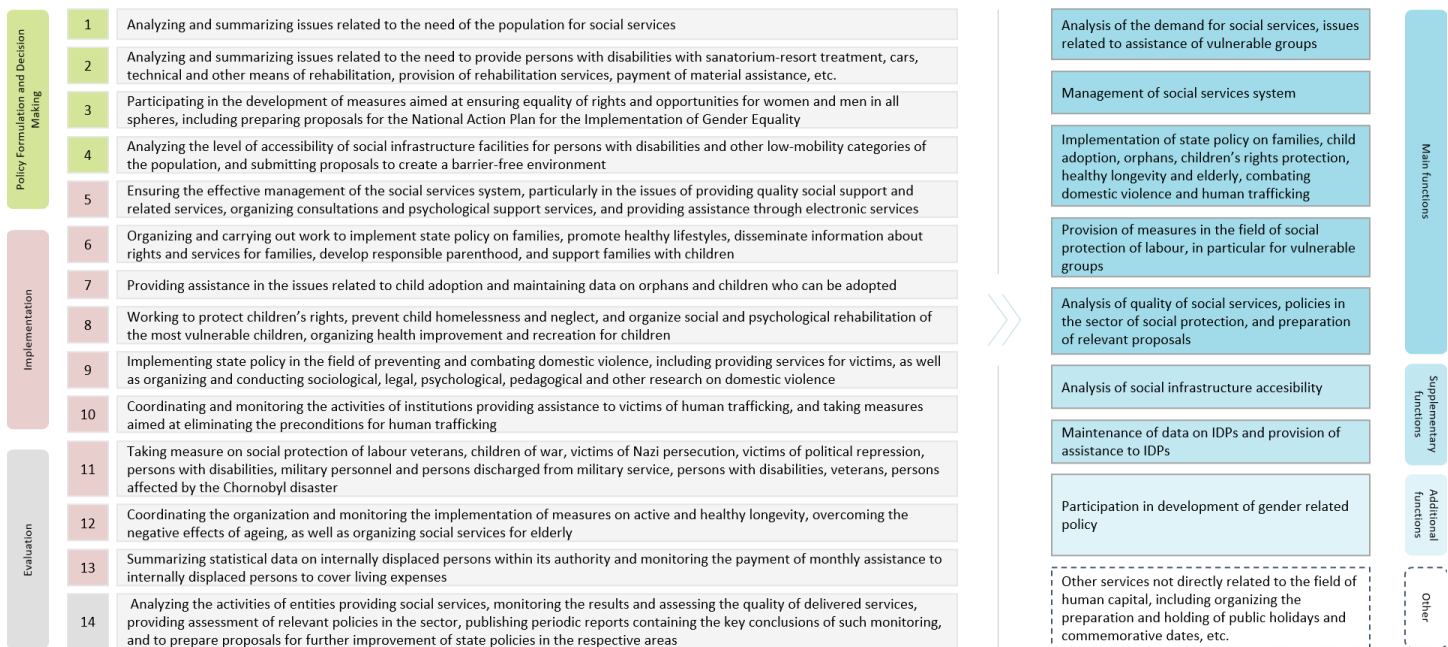 Policy Formulation and Decision
Making
Implementation
Evaluation
1
Analyzing and summarizing issues related to the need of the population for social services
2
Analyzing and summarizing issues related to the need to provide persons with disabilities with sanatorium-resort treatment, cars,
technical and other means of rehabilitation, provision of rehabilitation services, payment of material assistance, etc.
3
Participating in the development of measures aimed at ensuring equality of rights and opportunities for women and men in all
spheres, including preparing proposals for the National Action Plan for the Implementation of Gender Equality
4
Analyzing the level of accessibility of social infrastructure facilities for persons with disabilities and other low-mobility categories of
the population, and submitting proposals to create a barrier-free environment
5
Ensuring the effective management of the social services system, particularly in the issues of providing quality social support and
related services, organizing consultations and psychological support services, and providing assistance through electronic services
6
Organizing and carrying out work to implement state policy on families, promote healthy lifestyles, disseminate information about
rights and services for families, develop responsible parenthood, and support families with children
7
Providing assistance in the issues related to child adoption and maintaining data on orphans and children who can be adopted
8
Working to protect children's rights, prevent child homelessness and neglect, and organize social and psychological rehabilitation of
the most vulnerable children, organizing health improvement and recreation for children
9
Implementing state policy in the field of preventing and combating domestic violence, including providing services for victims, as well
as organizing and conducting sociological, legal, psychological, pedagogical and other research on domestic violence
10
Coordinating and monitoring the activities of institutions providing assistance to victims of human trafficking, and taking measures
aimed at eliminating the preconditions for human trafficking
11
Taking measure on social protection of labour veterans, children of war, victims of Nazi persecution, victims of political repression,
persons with disabilities, military personnel and persons discharged from military service, persons with disabilities, veterans, persons
affected by the Chornobyl disaster
12
Coordinating the organization and monitoring the implementation of measures on active and healthy longevity, overcoming the
negative effects of ageing, as well as organizing social services for elderly
13
Summarizing statistical data on internally displaced persons within its authority and monitoring the payment of monthly assistance to
internally displaced persons to cover living expenses
14
Analyzing the activities of entities providing social services, monitoring the results and assessing the quality of delivered services,
providing assessment of relevant policies in the sector, publishing periodic reports containing the key conclusions of such monitoring,
and to prepare proposals for further improvement of state policies in the respective areas
Analysis of the demand for social services, issues
related to assistance of vulnerable groups
Management of social services system
Implementation of state policy on families, child
adoption, orphans, children's rights protection,
healthy longevity and elderly, combating
domestic violence and human trafficking
Provision of measures in the field of social
protection of labour, in particular for vulnerable
groups
Analysis of quality of social services, policies in
the sector of social protection, and preparation
of relevant proposals
Analysis of social infrastructure accesibility
Maintenance of data on IDPs and provision of
assistance to IDPs
Participation in development of gender related
policy
Other services not directly related to the field of
human capital, including organizing the
preparation and holding of public holidays and
commemorative dates, etc.
Main functions
Supplementary
functions
Additional
functions
Other